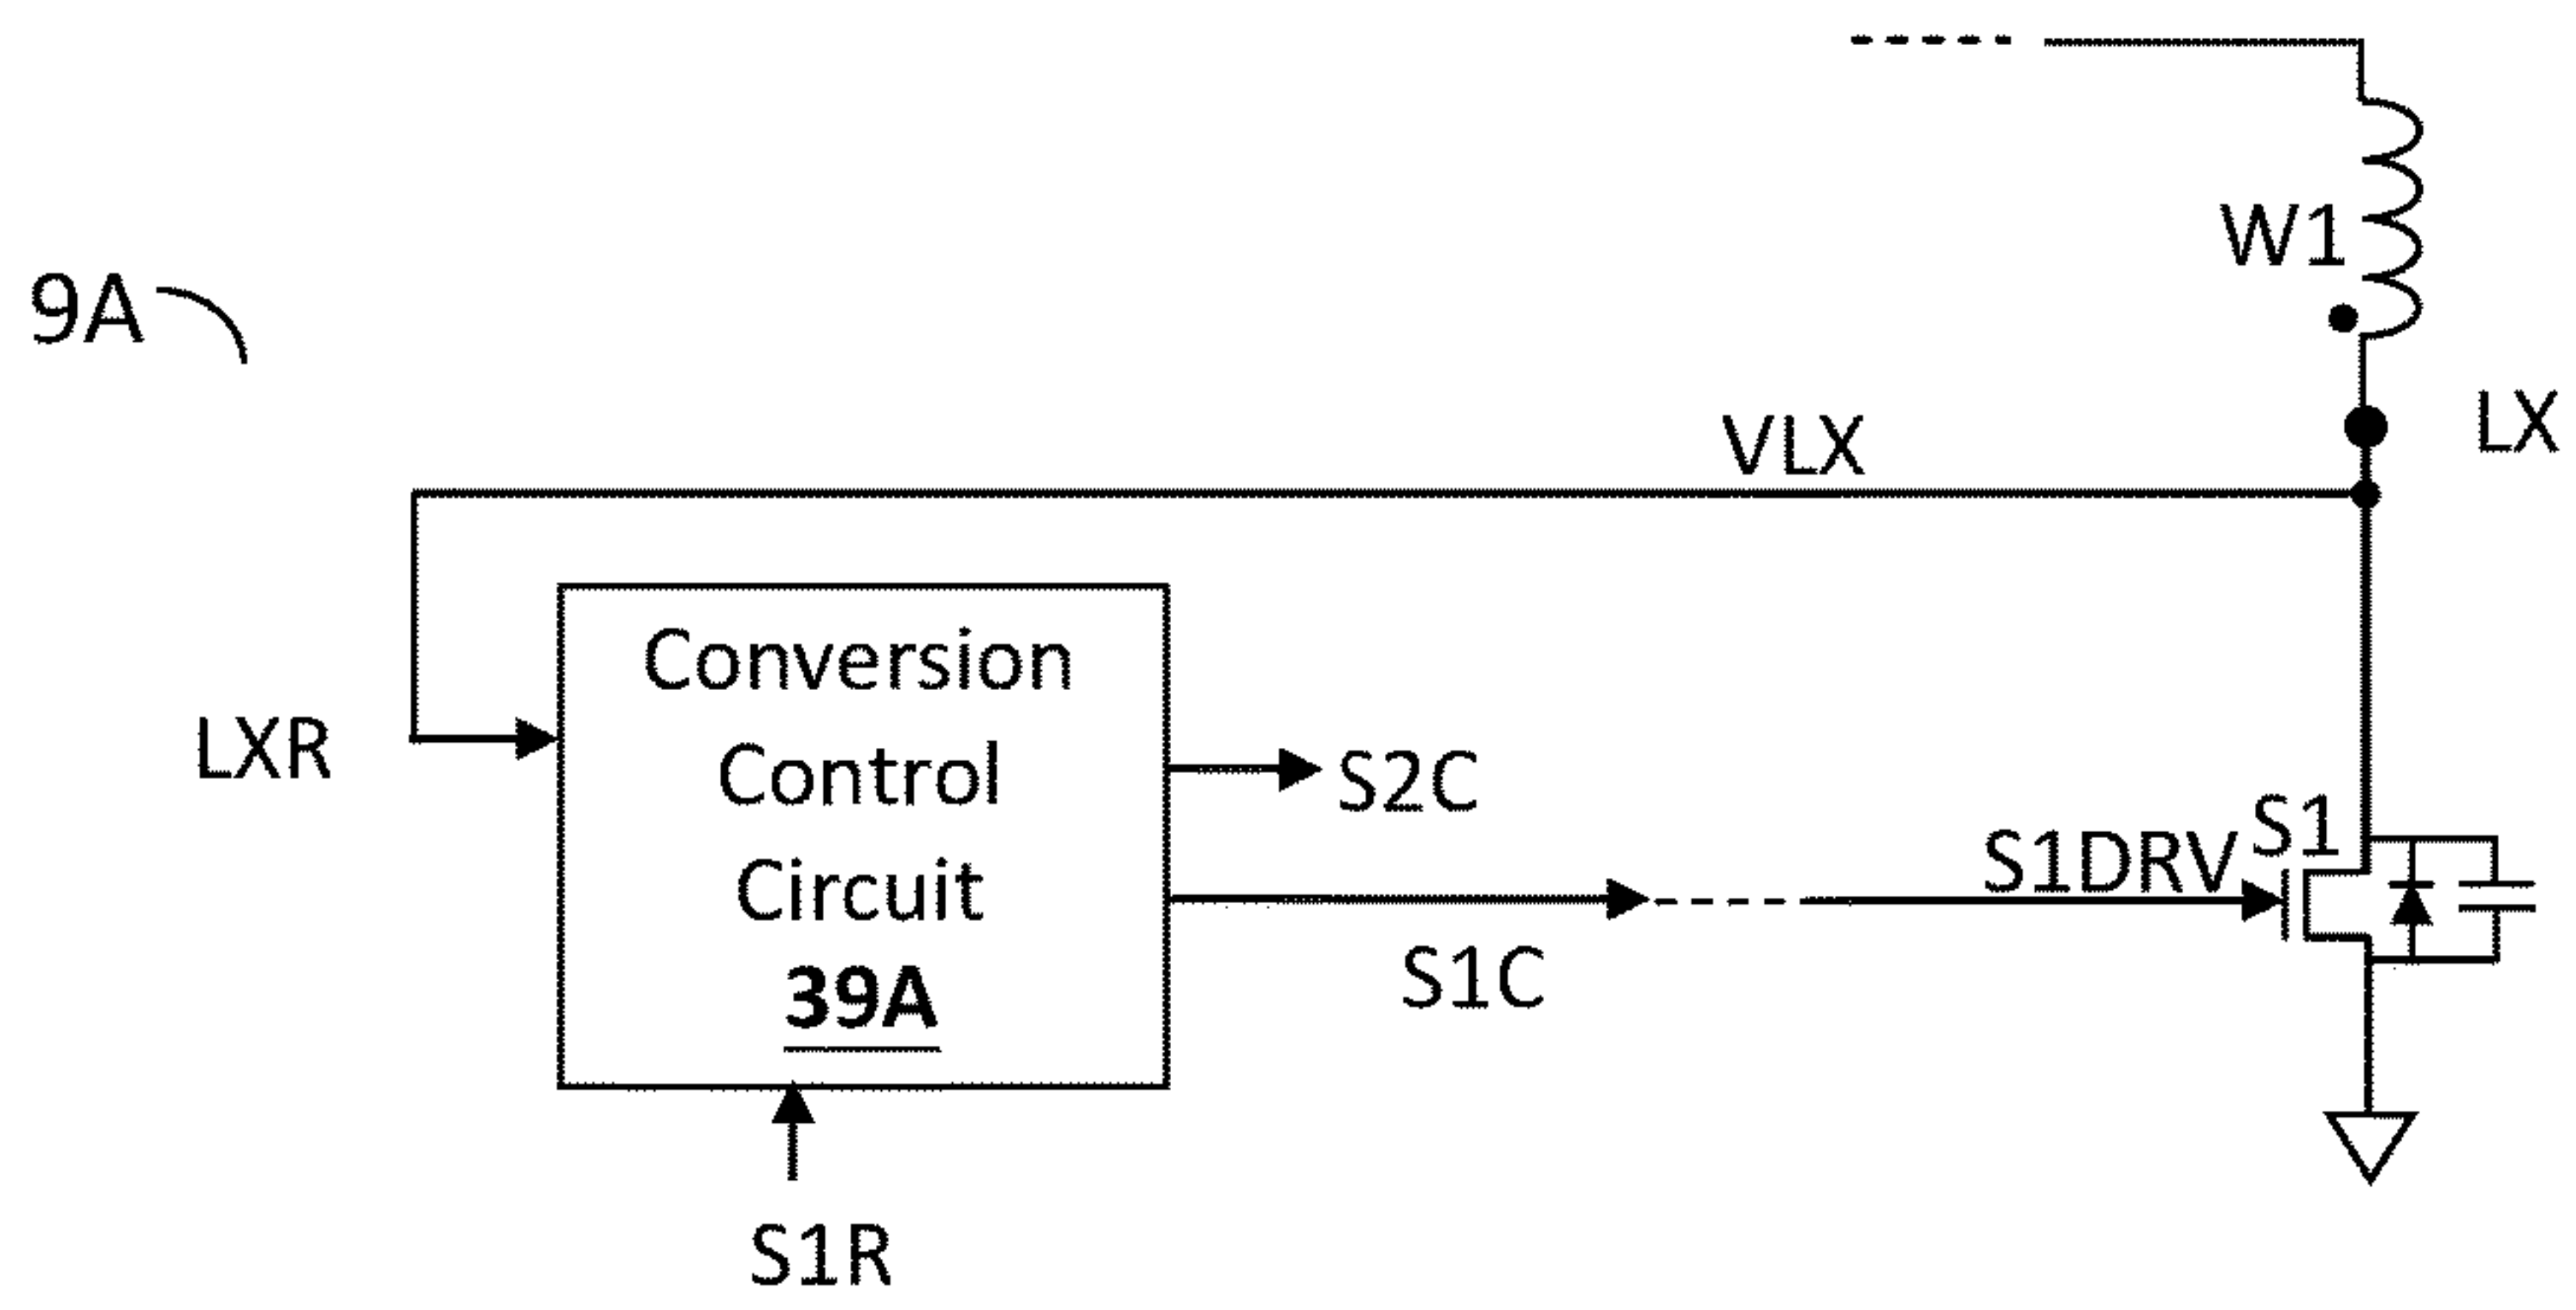 W1
9A
LX
VLX
Conversion
Control
Circuit
39A
LXR
S2C
S1
S1DRV
S1C
S1R